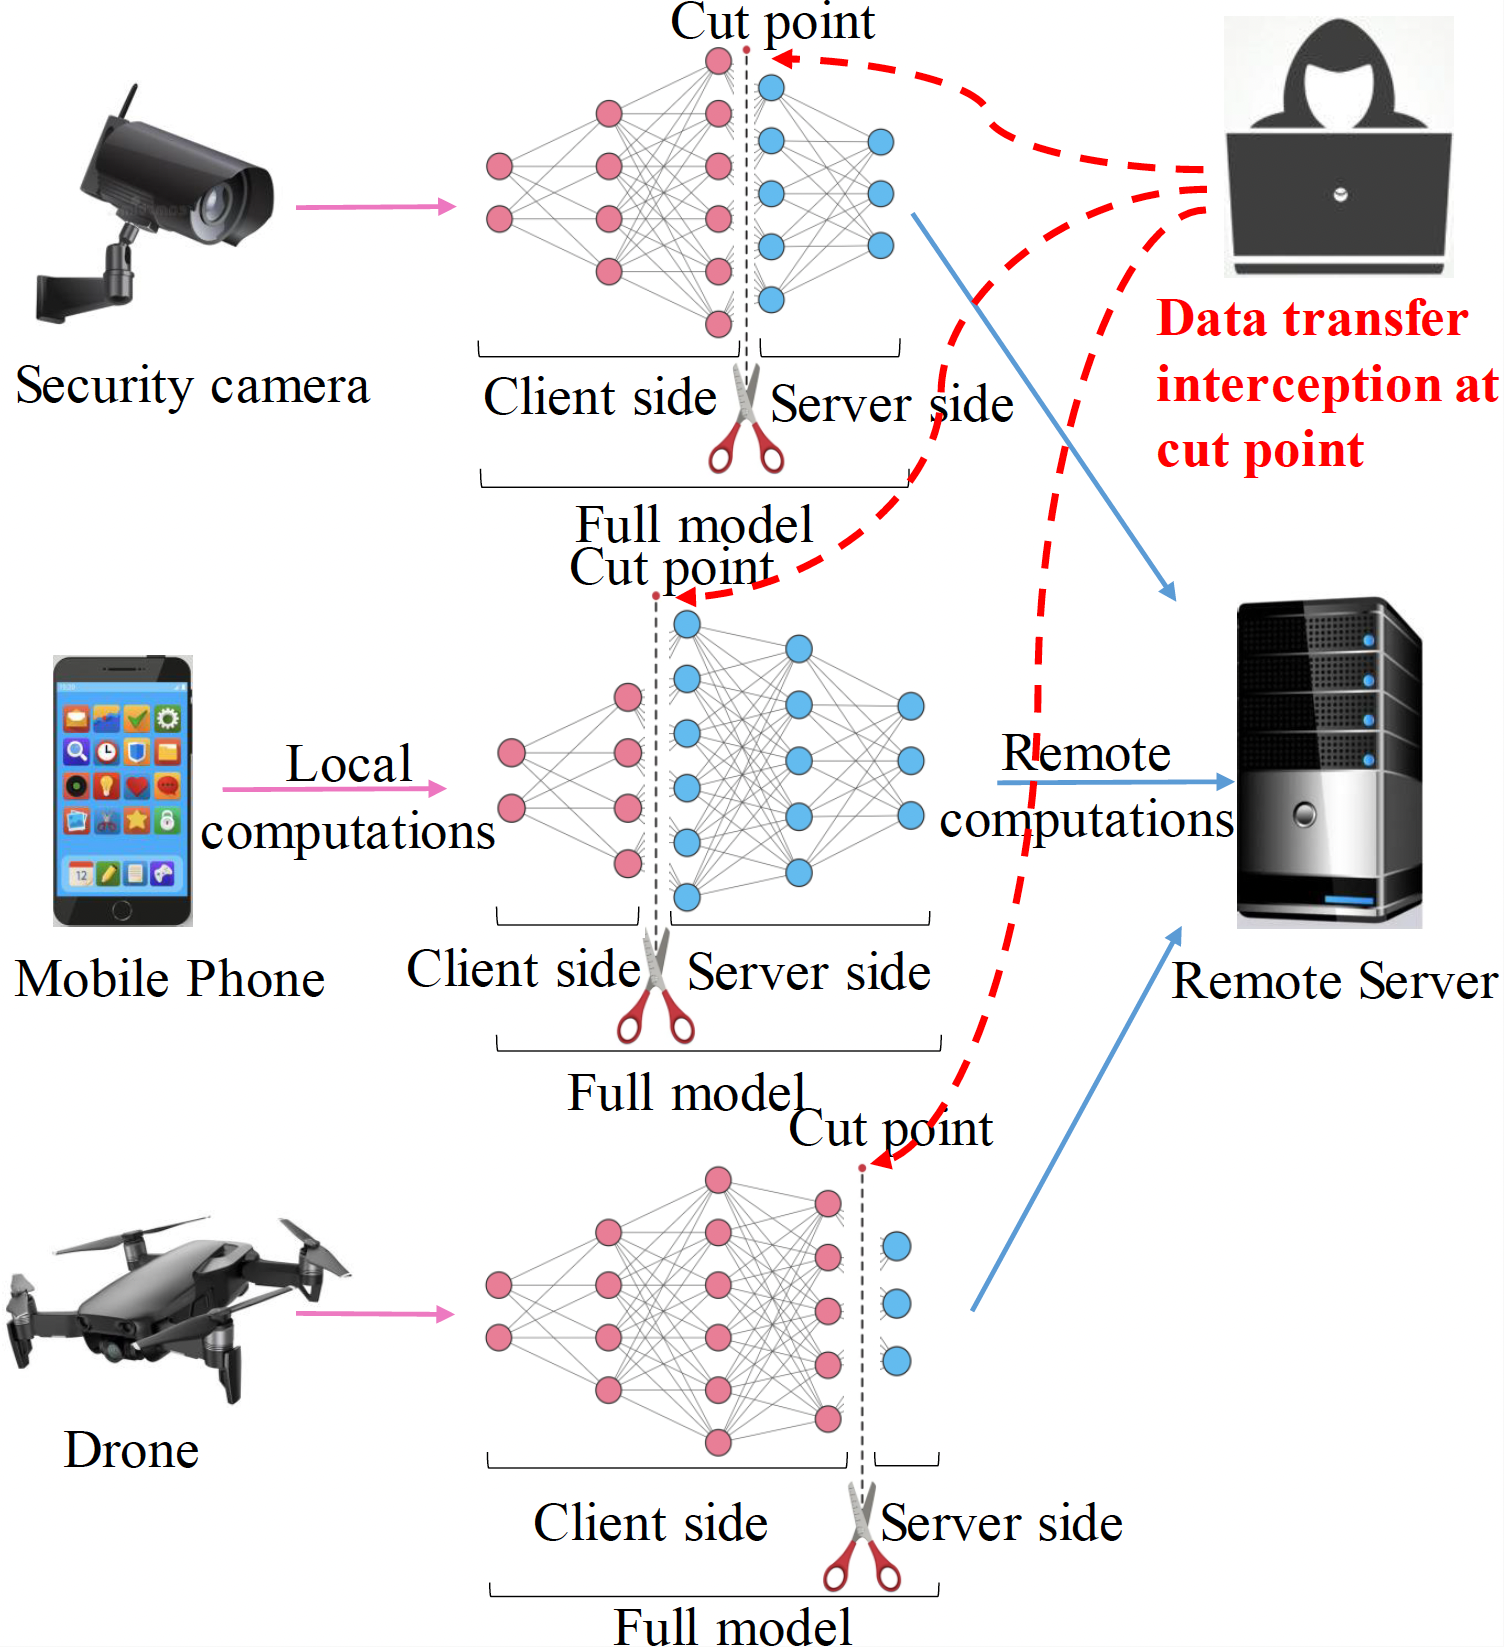 Cut point
Security camera
Client side
Server side
Full model
Data transfer
interception at
cut point
Cut point
Local
computations
Remote
computations
12
Mobile Phone
Client side
Server side
Full model
Remote Server
Cut point
Drone
Client side
Server side
Full model